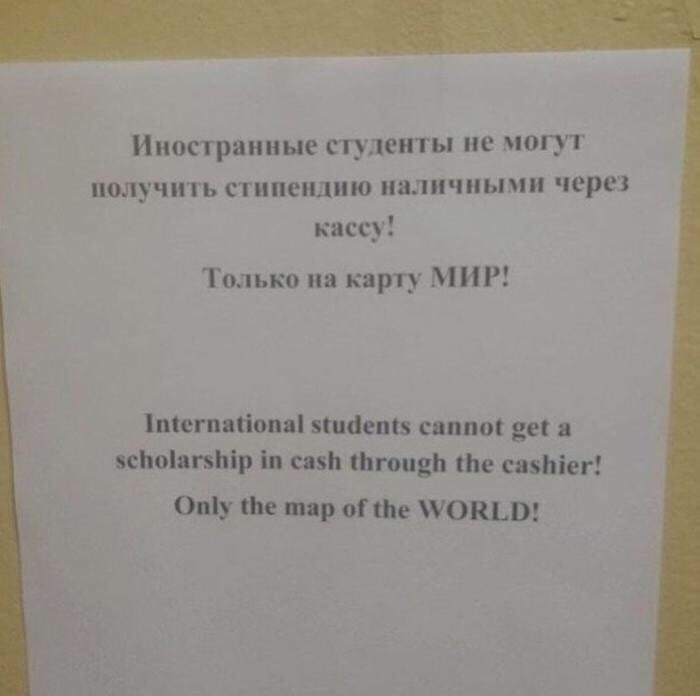 Иностранные студенты не могут
получить стипендию наличными через
кассу!
Только на карту МИР!
International students cannot get a
scholarship in cash through the cashier!
Only the map of the WORLD!